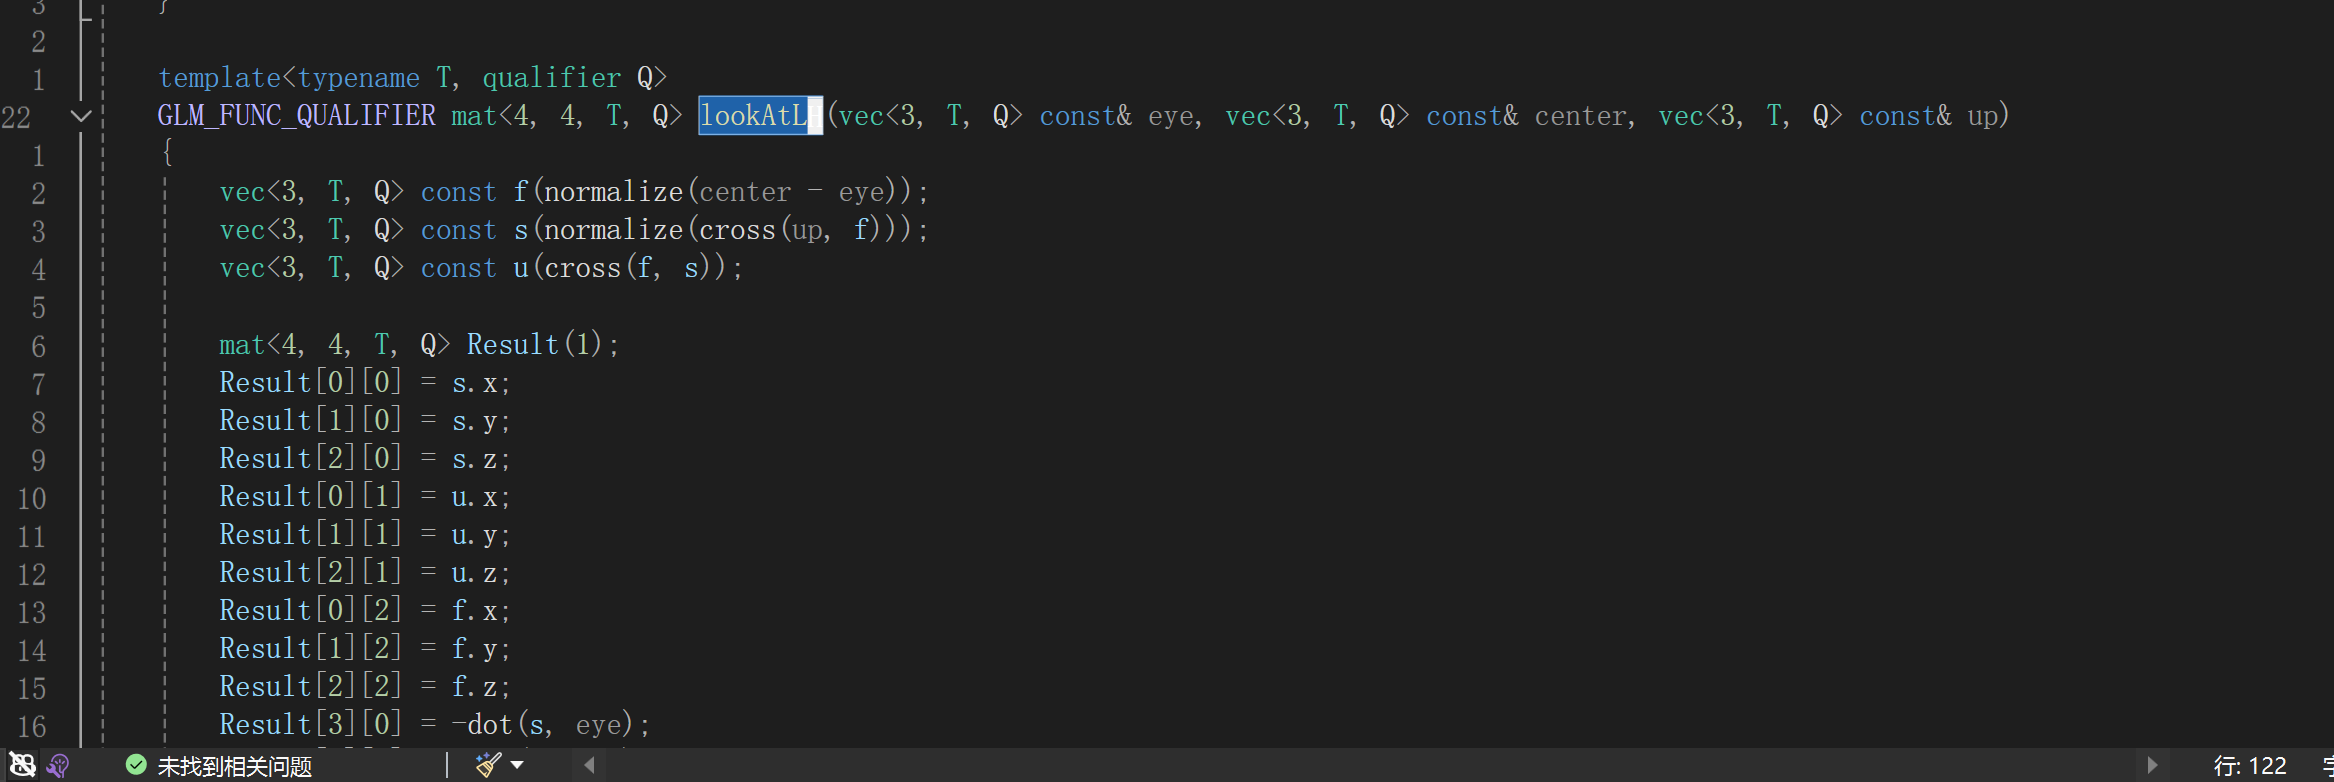 3 }
2
1 template<typename T, qualifier Q>
22 GLM_FUNC_QUALIFIER mat<4, 4, T, Q> lookAtLH(vec<3, T, Q> const& eye, vec<3, T, Q> const& center, vec<3, T, Q> const& up)
1 {
2 vec<3, T, Q> const f(normalize(center - eye));
3 vec<3, T, Q> const s(normalize(cross(up, f)));
4 vec<3, T, Q> const u(cross(f, s));
5
6 mat<4, 4, T, Q> Result(1);
7 Result[0][0] = s.x;
8 Result[1][0] = s.y;
9 Result[2][0] = s.z;
10 Result[0][1] = u.x;
11 Result[1][1] = u.y;
12 Result[2][1] = u.z;
13 Result[0][2] = f.x;
14 Result[1][2] = f.y;
15 Result[2][2] = f.z;
16 Result[3][0] = -dot(s, eye);
未找到相关问题 行: 122